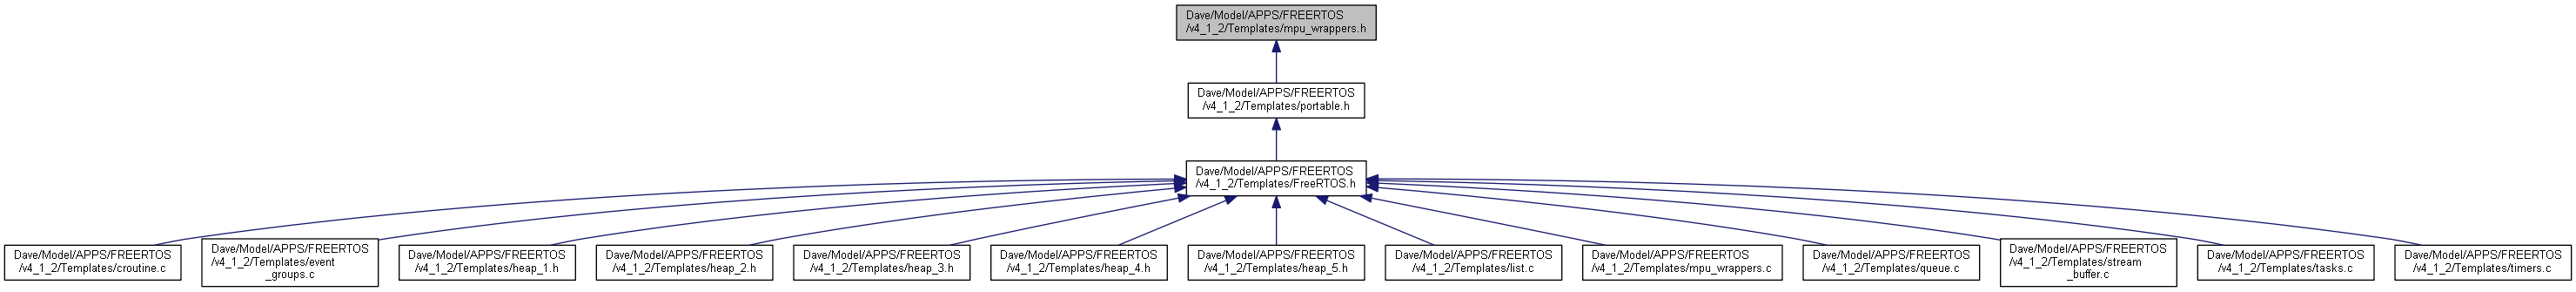 Dave/Model/APPS/FREERTOS
/v4_1_2/Templates/mpu_wrappers.h
Dave/Model/APPS/FREERTOS
/v4_1_2/Templates/portable.h
Dave/Model/APPS/FREERTOS
/v4_1_2/Templates/FreeRTOS.h
Dave/Model/APPS/FREERTOS
/v4_1_2/Templates/croutine.c
Dave/Model/APPS/FREERTOS
/v4_1_2/Templates/event
_groups.c
Dave/Model/APPS/FREERTOS
/v4_1_2/Templates/heap_1.h
Dave/Model/APPS/FREERTOS
/v4_1_2/Templates/heap_2.h
Dave/Model/APPS/FREERTOS
/v4_1_2/Templates/heap_3.h
Dave/Model/APPS/FREERTOS
/v4_1_2/Templates/heap_4.h
Dave/Model/APPS/FREERTOS
/v4_1_2/Templates/heap_5.h
Dave/Model/APPS/FREERTOS
/v4_1_2/Templates/list.c
Dave/Model/APPS/FREERTOS
/v4_1_2/Templates/mpu_wrappers.c
Dave/Model/APPS/FREERTOS
/v4_1_2/Templates/queue.c
Dave/Model/APPS/FREERTOS
/v4_1_2/Templates/stream
_buffer.c
Dave/Model/APPS/FREERTOS
/v4_1_2/Templates/tasks.c
Dave/Model/APPS/FREERTOS
/v4_1_2/Templates/timers.c